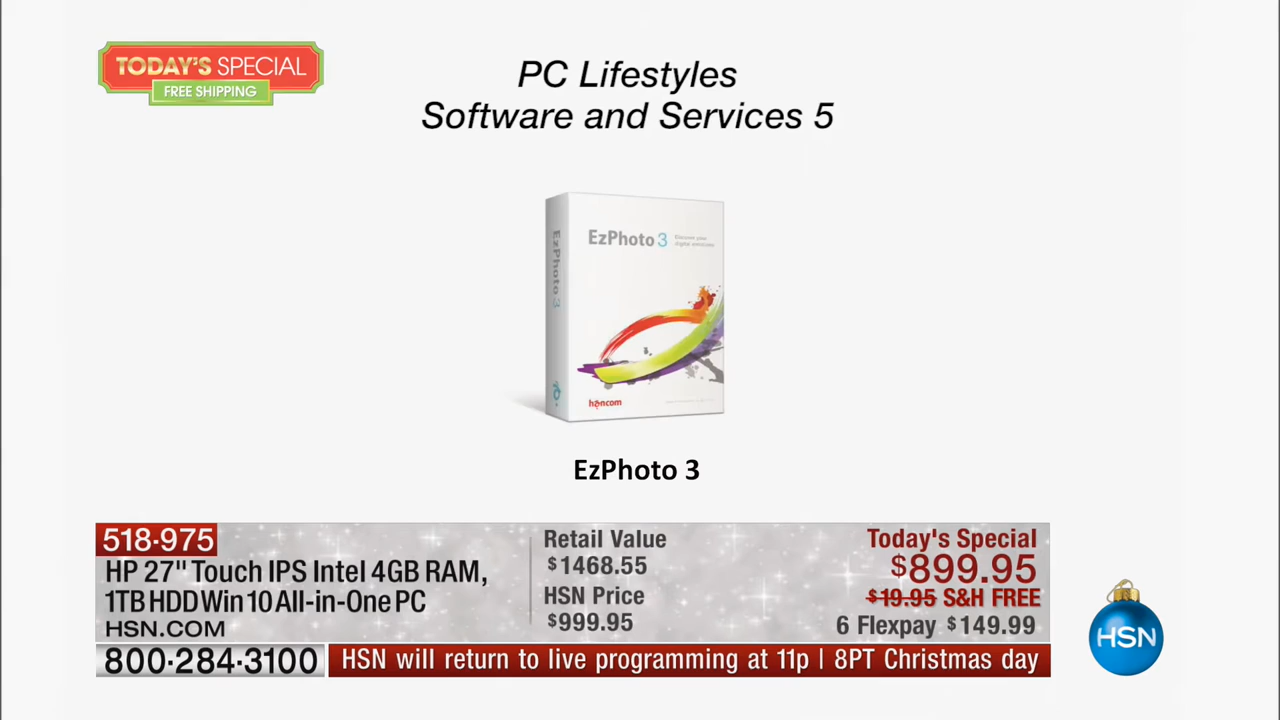 TODAY'S SPECIAL
FREE SHIPPING
PC Lifestyles
Software and Services 5
EzPhoto 3
EzPhoto 3
hancom
EzPhoto 3
518-975
HP 27" Touch IPS Intel 4GB RAM,
1TB HDD Win 10 All-in-One PC
HSN.COM
Retail Value
$1468.55
HSN Price
$999.95
Today's Special
$899.95
$19.95 S&H FREE
6 Flexpay $149.99
800-284-3100
HSN will return to live programming at 11p | 8PT Christmas day
HSN